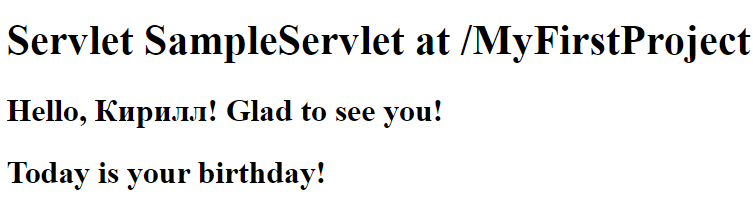 Servlet SampleServlet at /MyFirstProject
Hello, Кирилл! Glad to see you!
Today is your birthday!